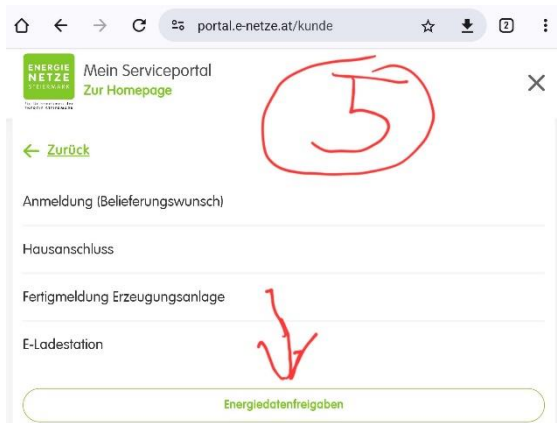 portal.e-netze.at/kunde
2
ENERGIE
NETZE
STEIERMARK
Mein Serviceportal
Zur Homepage
5
← Zurück
Anmeldung (Belieferungswunsch)
Hausanschluss
Fertigmeldung Erzeugungsanlage
E-Ladestation
Energiedatenfreigaben